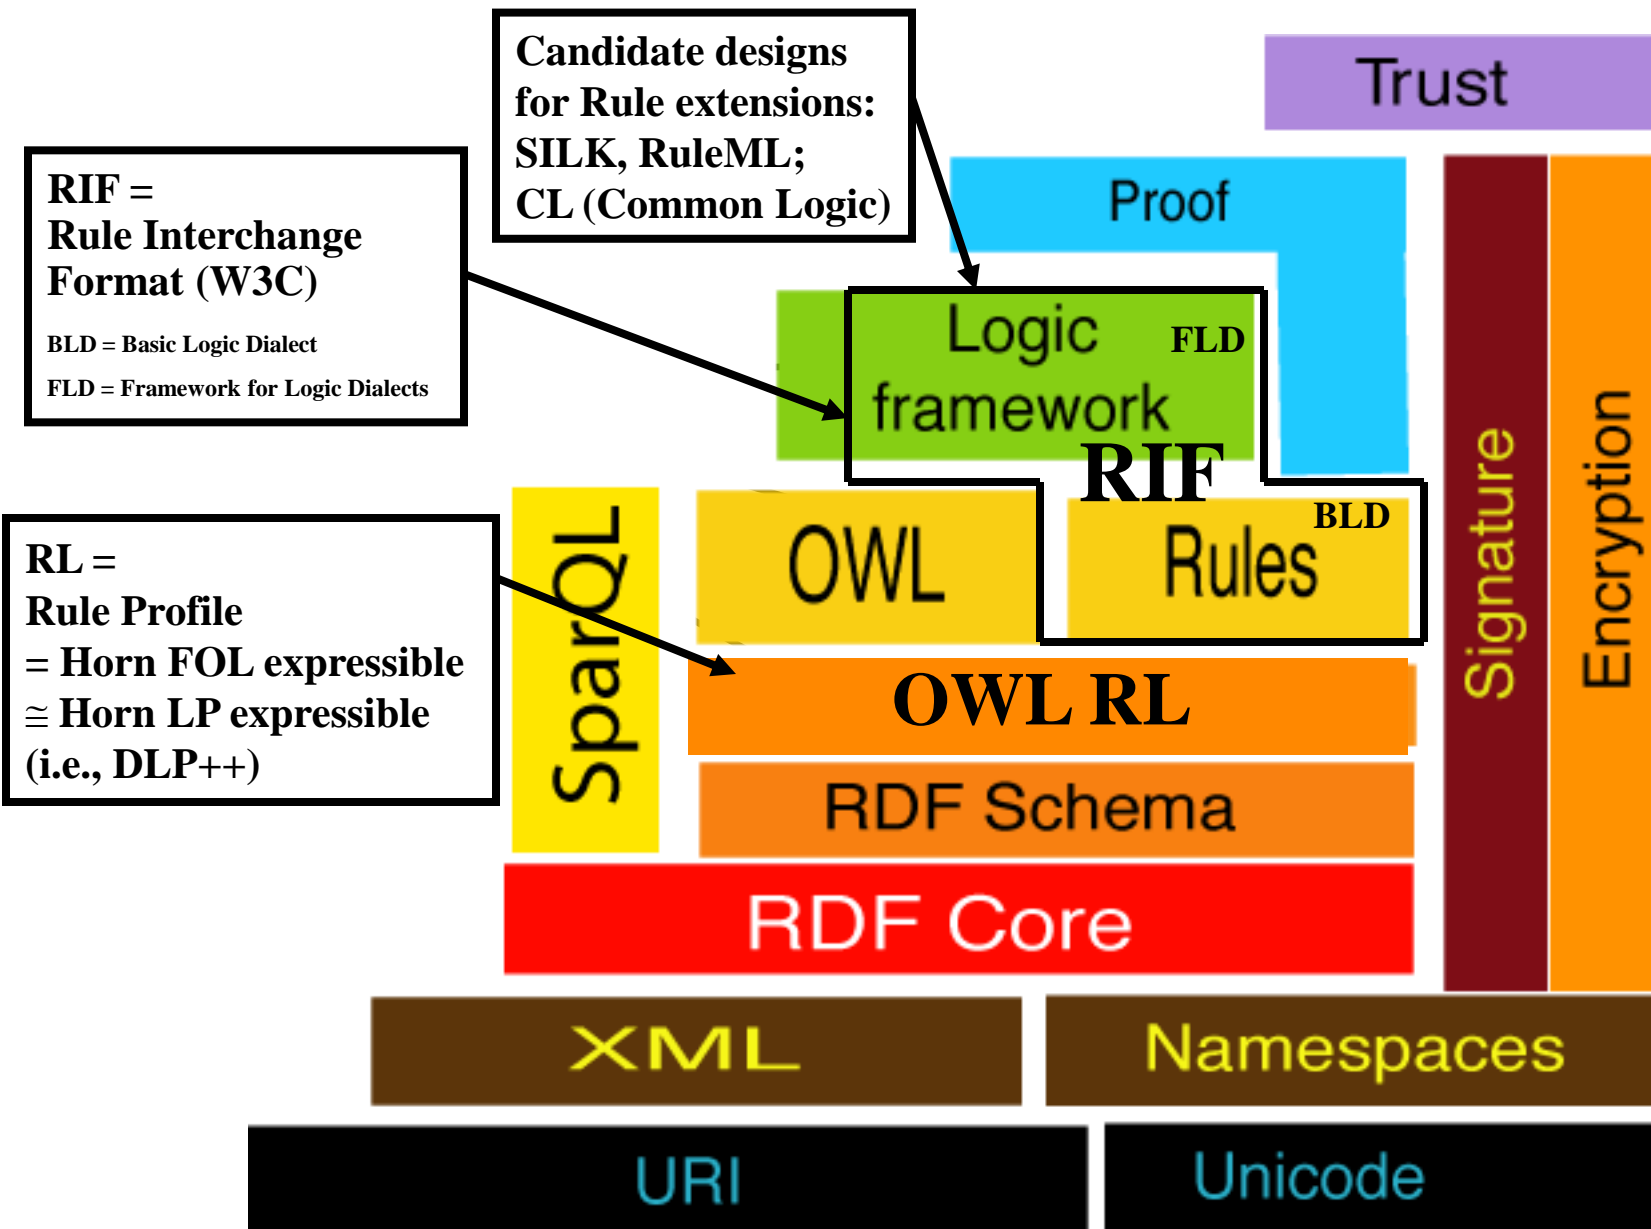 Candidate designs
for Rule extensions:
SILK, RuleML;
CL (Common Logic)
Trust
RIF =
Rule Interchange
Format (W3C)
BLD = Basic Logic Dialect
FLD = Framework for Logic Dialects
Proof
Logic
framework
FLD
RIF
BLD
OWL
Rules
Signature
Encryption
SparQL
RL =
Rule Profile
= Horn FOL expressible
≅ Horn LP expressible
(i.e., DLP++)
OWL RL
RDF Schema
RDF Core
XML
Namespaces
URI
Unicode